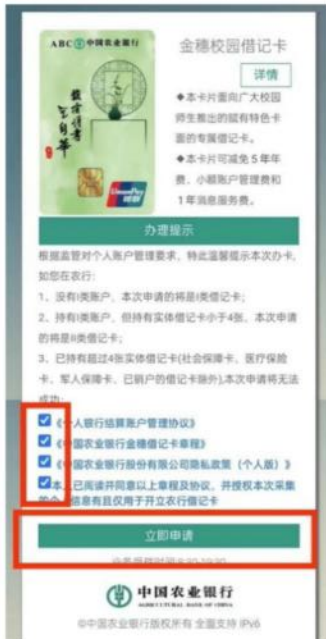 ABC 中国农业银行
金穗校园借记卡
详情
腹有诗书
气自华
◆本卡片面向广大校园
师生推出的赋有特色卡
面的专属借记卡。
◆本卡片可减免5年年
费、小额账户管理费和
1年消息服务费。
UnionPay
银联
办理提示
根据监管对个人账户管理要求，特此温馨提示本次办卡，
如您在农行：
1、没有I类账户，本次申请的将是I类借记卡；
2、持有I类账户，但持有实体借记卡小于4张，本次申请
的将是II类借记卡；
3、已持有超过4张实体借记卡(社会保障卡、医疗保险
卡、军人保障卡、已销户的借记卡除外),本次申请将无法
成功。
《个人银行结算账户管理协议》
《中国农业银行金穗借记卡章程》
《中国农业银行股份有限公司隐私政策（个人版）》
本人已阅读并同意以上章程及协议，并授权本次采集
的个人信息有且仅用于开立农行借记卡
立即申请
中国农业银行
AGRICULTURAL BANK OF CHINA
©中国农业银行版权所有 全面支持 IPv6